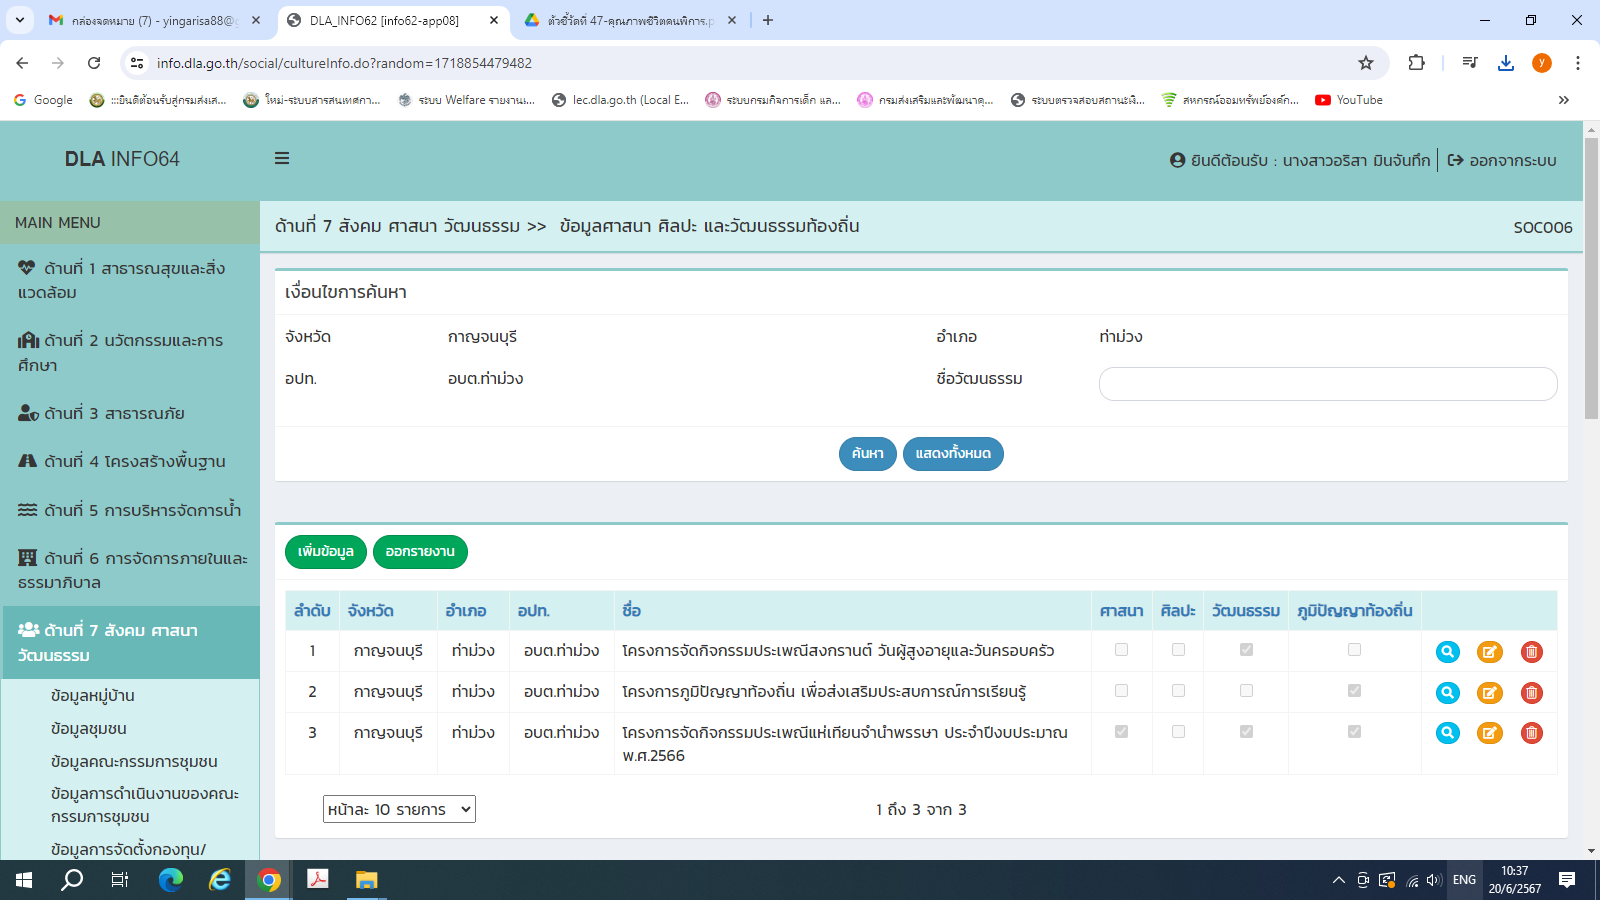 กล่องจดหมาย (7) - yingarisa88@g
DLA_INFO62 [info62-app08]
ตัวชี้วัดที่ 47-คุณภาพชีวิตคนพิการ.p
info.dla.go.th/social/cultureInfo.do?random=1718854479482
y
Google
:::ยินดีต้อนรับสู่กรมส่งเส...
ใหม่-ระบบสารสนเทศกา...
ระบบ Welfare รายงานเ...
lec.dla.go.th (Local E...
ระบบกรมกิจการเด็ก แล...
กรมส่งเสริมและพัฒนาคุ...
ระบบตรวจสอบสถานะผู้...
สหกรณ์ออมทรัพย์องค์ก...
YouTube
DLA INFO64
ยินดีต้อนรับ : นางสาวอริสา มินจันทึก
ออกจากระบบ
MAIN MENU
ด้านที่ 7 สังคม ศาสนา วัฒนธรรม >> ข้อมูลศาสนา ศิลปะ และวัฒนธรรมท้องถิ่น
SOC006
ด้านที่ 1 สาธารณสุขและสิ่ง
แวดล้อม
ด้านที่ 2 นวัตกรรมและการ
ศึกษา
ด้านที่ 3 สาธารณภัย
ด้านที่ 4 โครงสร้างพื้นฐาน
ด้านที่ 5 การบริหารจัดการน้ำ
ด้านที่ 6 การจัดการภายในและ
ธรรมาภิบาล
ด้านที่ 7 สังคม ศาสนา
วัฒนธรรม
ข้อมูลหมู่บ้าน
ข้อมูลชุมชน
ข้อมูลคณะกรรมการชุมชน
ข้อมูลการดำเนินงานของคณะ
กรรมการชุมชน
ข้อมูลการจัดตั้งกองทุน/
เงื่อนไขการค้นหา
จังหวัด กาญจนบุรี อำเภอ ท่าม่วง
อปท. อบต.ท่าม่วง ชื่อวัฒนธรรม
ค้นหา แสดงทั้งหมด
เพิ่มข้อมูล ออกรายงาน
ลำดับ จังหวัด อำเภอ อปท. ชื่อ ศาสนา ศิลปะ วัฒนธรรม ภูมิปัญญาท้องถิ่น
1 กาญจนบุรี ท่าม่วง อบต.ท่าม่วง โครงการจัดกิจกรรมประเพณีสงกรานต์ วันผู้สูงอายุและวันครอบครัว
2 กาญจนบุรี ท่าม่วง อบต.ท่าม่วง โครงการภูมิปัญญาท้องถิ่น เพื่อส่งเสริมประสบการณ์การเรียนรู้
3 กาญจนบุรี ท่าม่วง อบต.ท่าม่วง โครงการจัดกิจกรรมประเพณีแห่เทียนจำนำพรรษา ประจำปีงบประมาณ
พ.ศ.2566
หน้าละ 10 รายการ
1 ถึง 3 จาก 3
ENG
10:37
20/6/2567